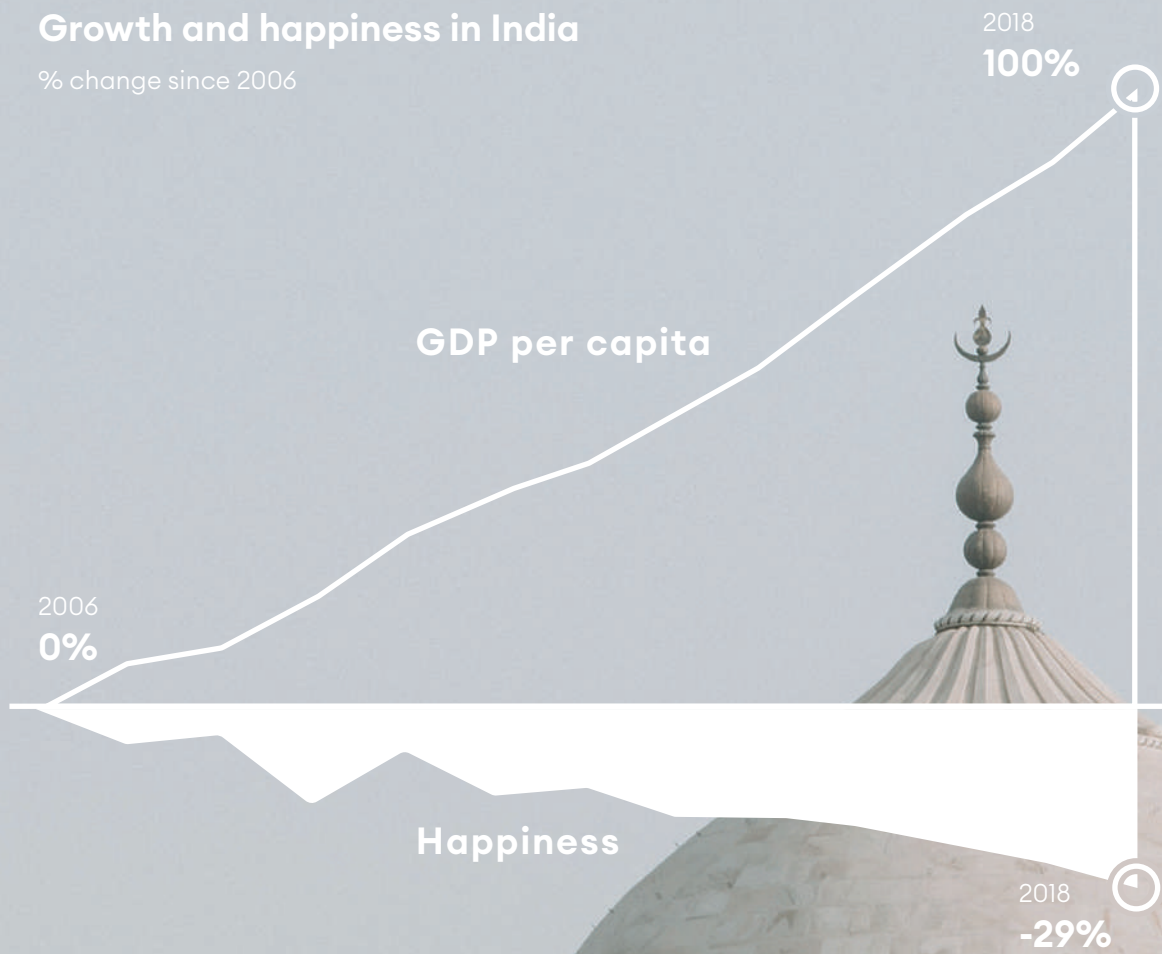 Growth and happiness in India
% change since 2006
2018
100%
GDP per capita
2006
0%
Happiness
2018
-29%